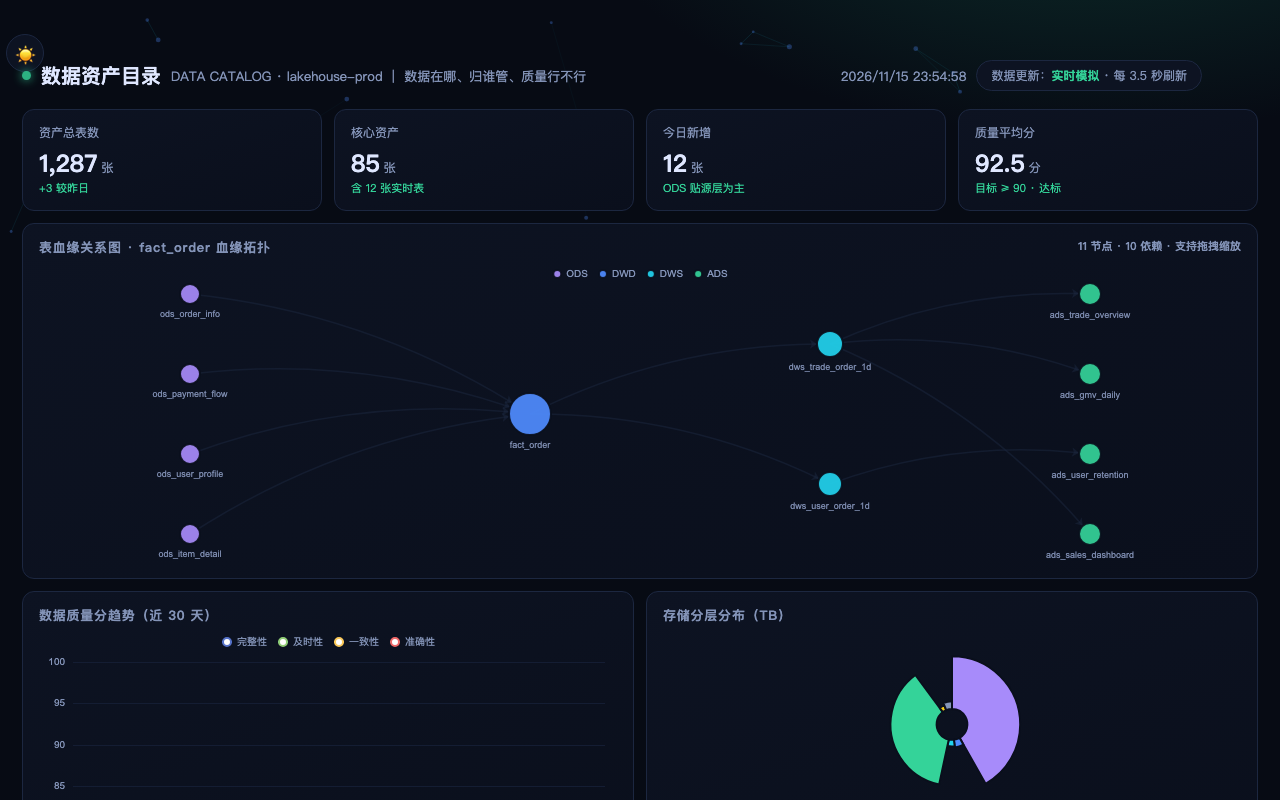 数据资产目录 DATA CATALOG · lakehouse-prod | 数据在哪、归谁管、质量行不行
2026/11/15 23:54:58 数据更新: 实时模拟 · 每 3.5 秒刷新
资产总表数
1,287 张
+3 较昨日
核心资产
85 张
含 12 张实时表
今日新增
12 张
ODS 贴源层为主
质量平均分
92.5 分
目标 ≥ 90 · 达标
表血缘关系图 · fact_order 血缘拓扑
11 节点 · 10 依赖 · 支持拖拽缩放
ODS DWD DWS ADS
ods_order_info
ods_payment_flow
ods_user_profile
ods_item_detail
fact_order
dws_trade_order_1d
dws_user_order_1d
ads_trade_overview
ads_gmv_daily
ads_user_retention
ads_sales_dashboard
数据质量分趋势（近 30 天）
完整性 及时性 一致性 准确性
100
95
90
85
存储分层分布（TB）